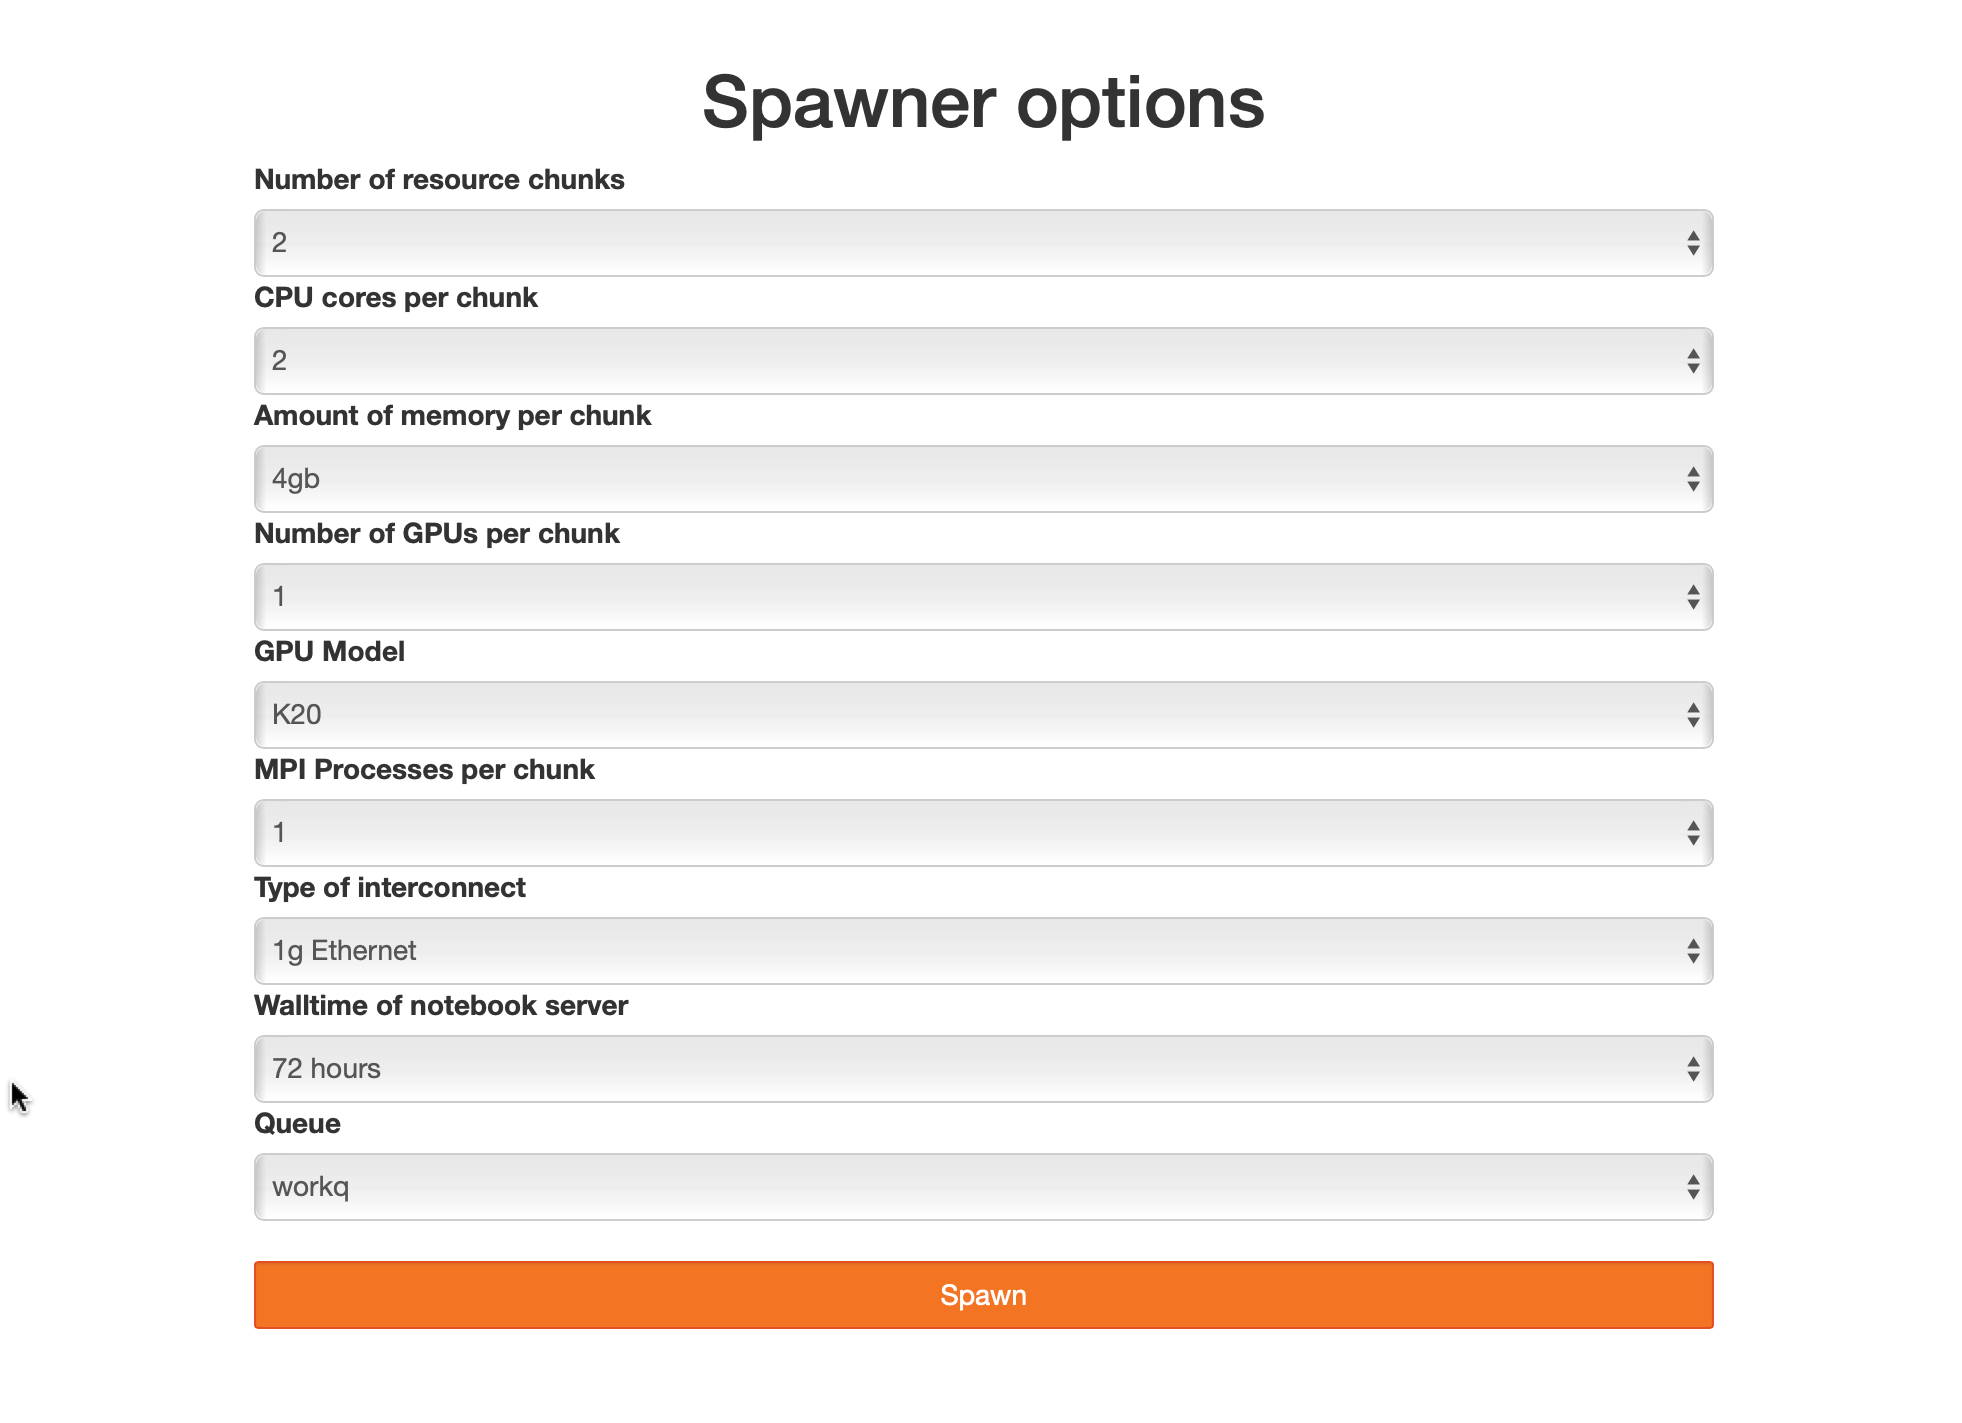 Spawner options
Number of resource chunks
2
CPU cores per chunk
2
Amount of memory per chunk
4gb
Number of GPUs per chunk
1
GPU Model
K20
MPI Processes per chunk
1
Type of interconnect
1g Ethernet
Walltime of notebook server
72 hours
Queue
workq
Spawn